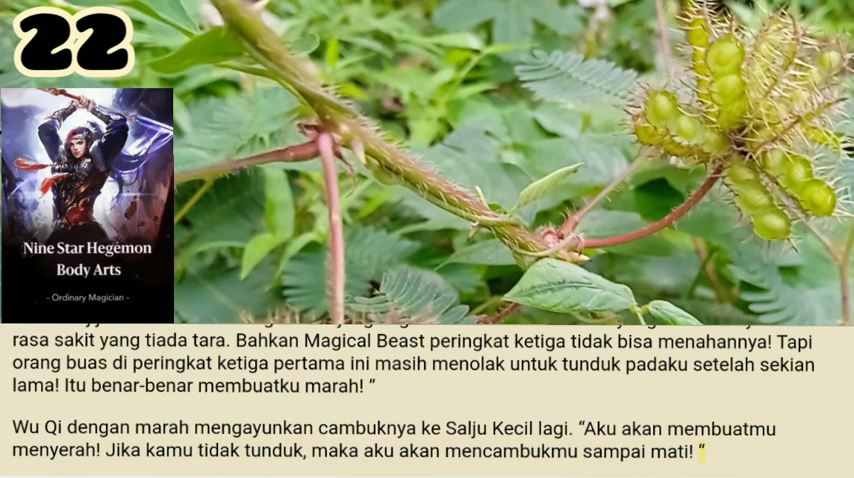 22
Nine Star Hegemon
Body Arts
- Ordinary Magician -
rasa sakit yang tiada tara. Bahkan Magical Beast peringkat ketiga tidak bisa menahannya! Tapi
orang buas di peringkat ketiga pertama ini masih menolak untuk tunduk padaku setelah sekian
lama! Itu benar-benar membuatku marah! ”
Wu Qi dengan marah mengayunkan cambuknya ke Salju Kecil lagi. “Aku akan membuatmu
menyerah! Jika kamu tidak tunduk, maka aku akan mencambukmu sampai mati! “